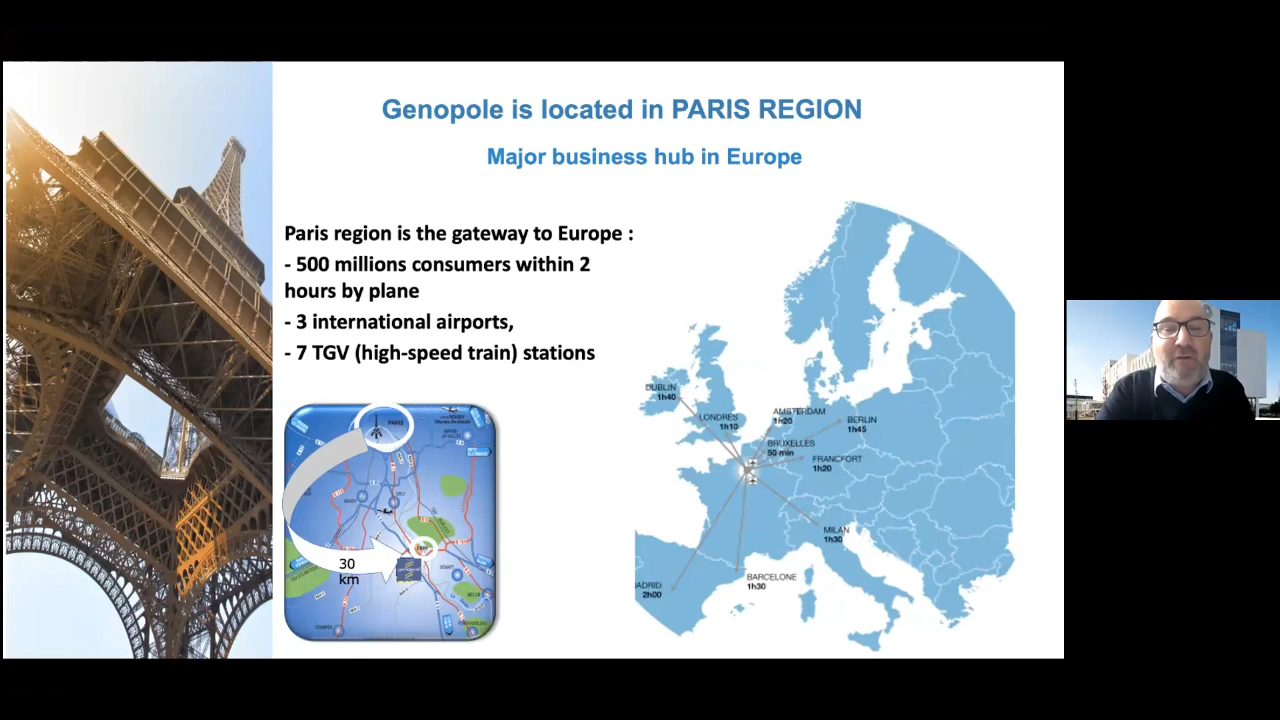 Genopole is located in PARIS REGION
Major business hub in Europe
Paris region is the gateway to Europe :
- 500 millions consumers within 2
hours by plane
- 3 international airports,
- 7 TGV (high-speed train) stations
PARIS
30
km
DUBLIN
1h40
LONDRES
1h10
AMSTERDAM
1h20
BERLIN
1h45
BRUXELLES
50 min
FRANCFORT
1h20
MILAN
1h30
BARCELONE
1h30
ADRID
2h00